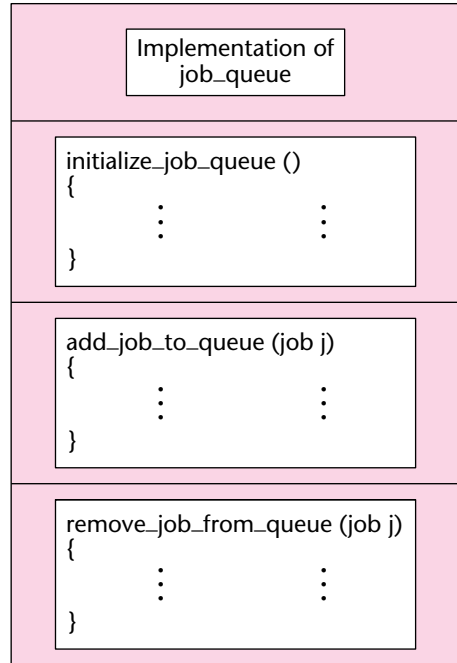 Implementation of
job_queue
initialize_job_queue ()
{
⋮ ⋮
}
add_job_to_queue (job j)
{
⋮ ⋮
}
remove_job_from_queue (job j)
{
⋮ ⋮
}